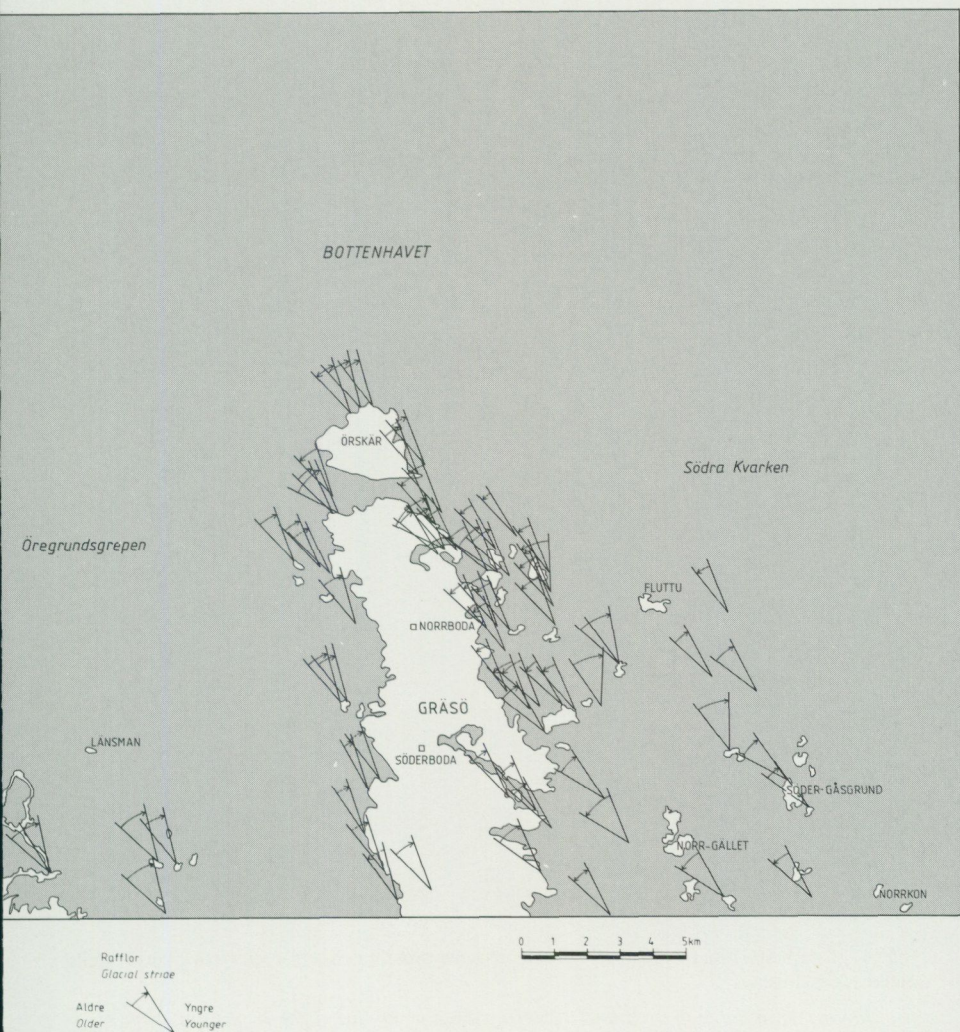 BOTTENHAVET
ÖRSKÄR
Södra Kvarken
Öregrundsgrepen
FLUTTU
NORRBODA
GRÄSÖ
LÄNSMAN
SÖDERBODA
SÖDER-GÅSGRUND
NORR-GÄLLET
NORRKON
0 1 2 3 4 5km
Räfflor
Glacial striae
Äldre Yngre
Older Younger